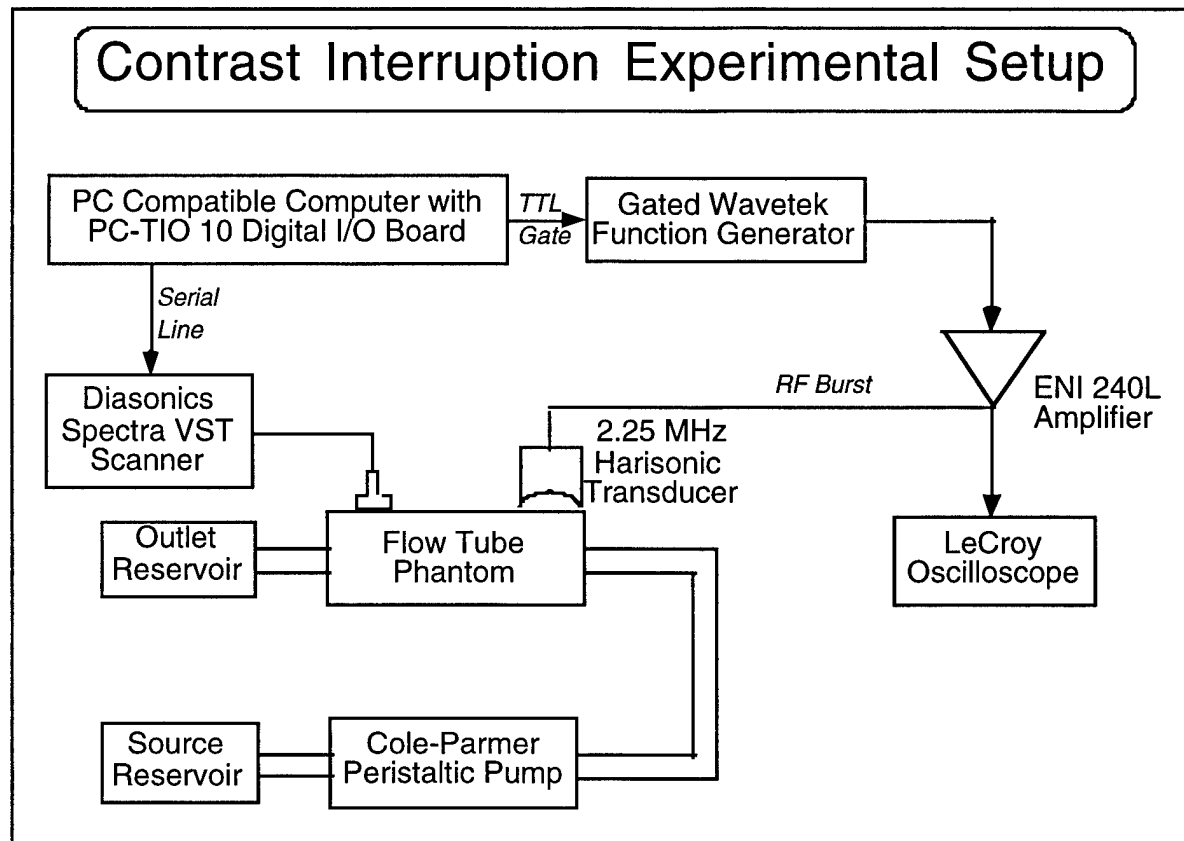 Contrast Interruption Experimental Setup
PC Compatible Computer with
PC-TIO 10 Digital I/O Board
TTL
Gate
Gated Wavetek
Function Generator
Serial
Line
Diasonics
Spectra VST
Scanner
RF Burst
ENI 240L
Amplifier
2.25 MHz
Harisonic
Transducer
Outlet
Reservoir
Flow Tube
Phantom
LeCroy
Oscilloscope
Source
Reservoir
Cole-Parmer
Peristaltic Pump